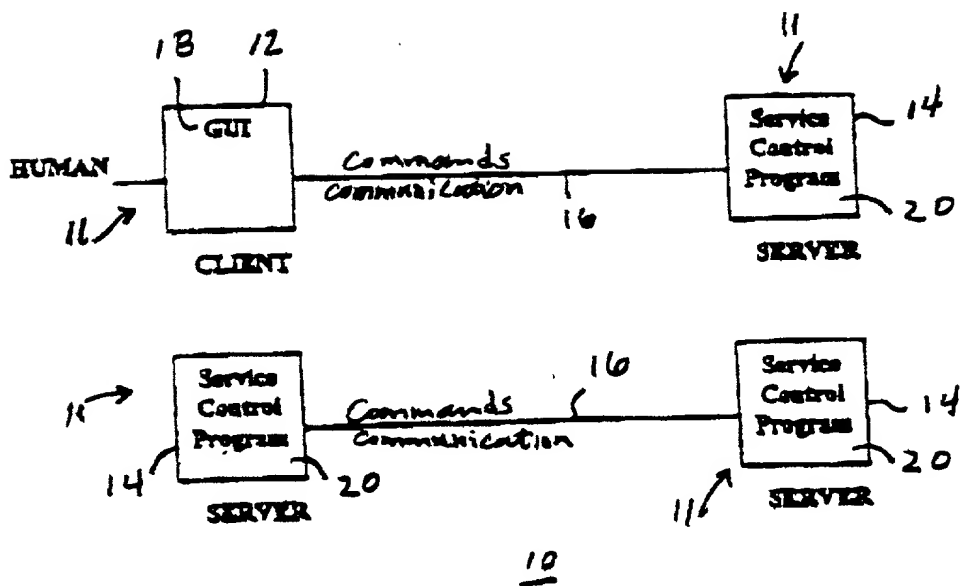 18 12
11
GUI
HUMAN
Commands
Communication
16
11
CLIENT
Service
Control
Program
14
20
SERVER
11
Service
Control
Program
14
20
SERVER
Commands
Communication
16
Service
Control
Program
14
20
11
SERVER
10